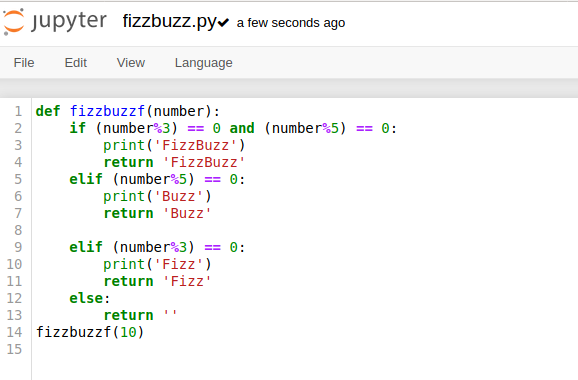 jupyter fizzbuzz.py✔ a few seconds ago
File Edit View Language
1 def fizzbuzzf(number):
2     if (number%3) == 0 and (number%5) == 0:
3         print('FizzBuzz')
4         return 'FizzBuzz'
5     elif (number%5) == 0:
6         print('Buzz')
7         return 'Buzz'
8
9     elif (number%3) == 0:
10         print('Fizz')
11         return 'Fizz'
12     else:
13         return ''
14 fizzbuzzf(10)
15